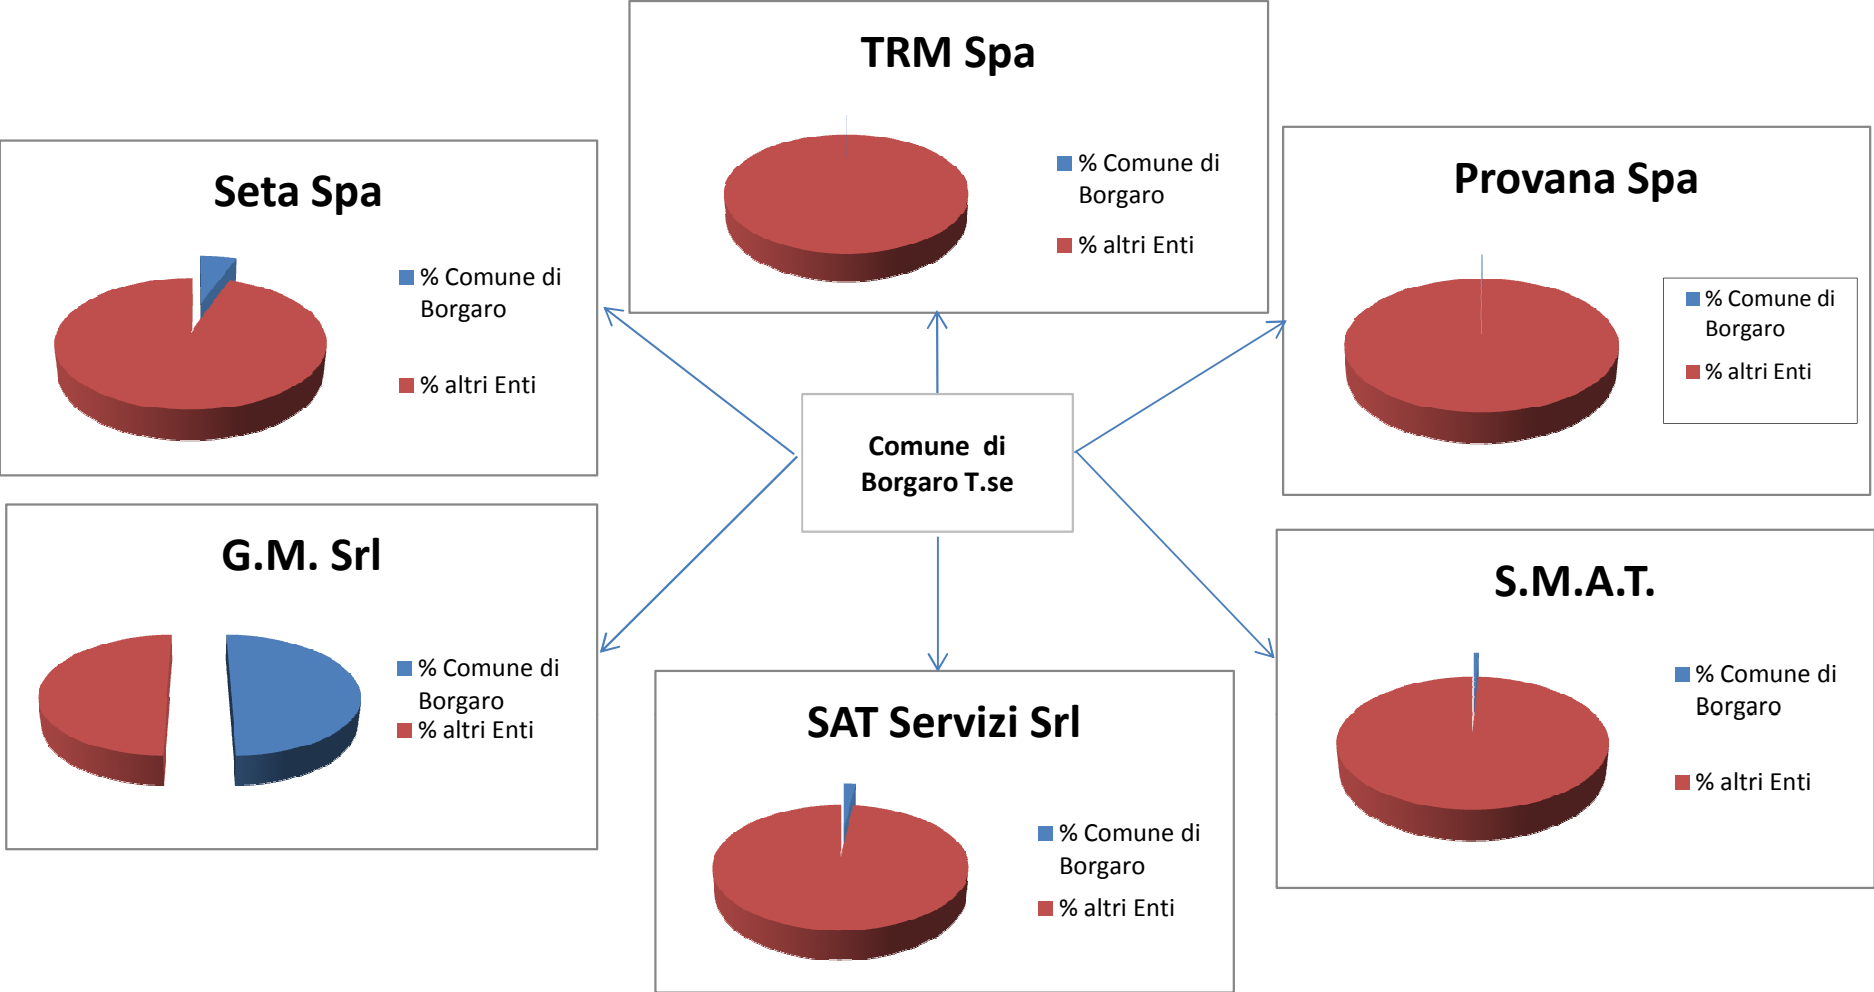 TRM Spa
% Comune di
Borgaro
% altri Enti
Seta Spa
% Comune di
Borgaro
% altri Enti
Provana Spa
% Comune di
Borgaro
% altri Enti
Comune  di
Borgaro T.se
G.M. Srl
% Comune di
Borgaro
% altri Enti
S.M.A.T.
% Comune di
Borgaro
% altri Enti
SAT Servizi Srl
% Comune di
Borgaro
% altri Enti